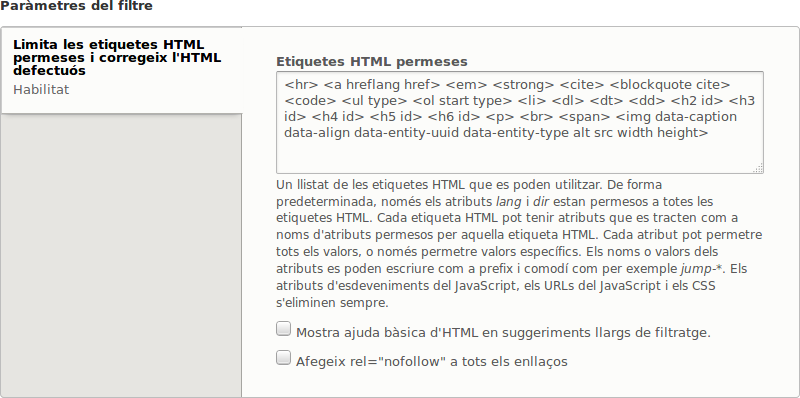 Paràmetres del filtre
Limita les etiquetes HTML
permeses i corregeix l'HTML
defectuós
Habilitat
Etiquetes HTML permeses
<hr> <a hreflang href> <em> <strong> <cite> <blockquote cite>
<code> <ul type> <ol start type> <li> <dl> <dt> <dd> <h2 id> <h3
id> <h4 id> <h5 id> <h6 id> <p> <br> <span> <img data-caption
data-align data-entity-uuid data-entity-type alt src width height>
Un llistat de les etiquetes HTML que es poden utilitzar. De forma
predeterminada, només els atributs lang i dir estan permesos a totes les
etiquetes HTML. Cada etiqueta HTML pot tenir atributs que es tracten com a
noms d'atributs permesos per aquella etiqueta HTML. Cada atribut pot permetre
tots els valors, o només permetre valors específics. Els noms o valors dels
atributs es poden escriure com a prefix i comodí com per exemple jump-*. Els
atributs d'esdeveniments del JavaScript, els URLs del JavaScript i els CSS
s'eliminen sempre.
Mostra ajuda bàsica d'HTML en suggeriments llargs de filtratge.
Afegeix rel="nofollow" a tots els enllaços